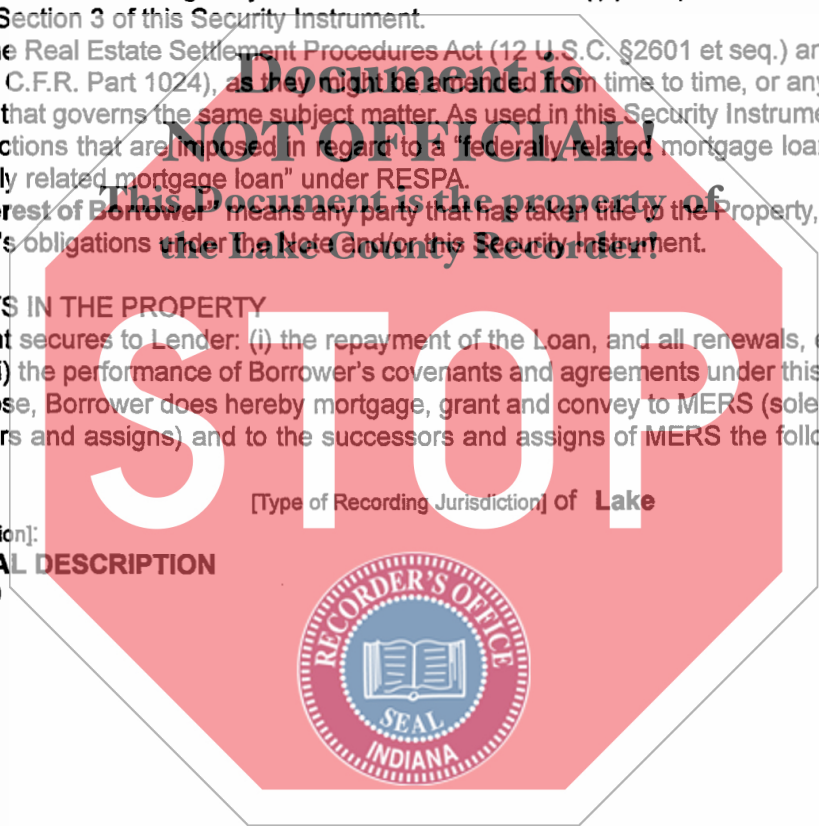 Section 3 of this Security Instrument.
e Real Estate Settlement Procedures Act (12 U.S.C. §2601 et seq.) an
C.F.R. Part 1024), as they might be amended from time to time, or any
Document is
that governs the same subject matter. As used in this Security Instrume
NOT OFFICIAL!
ctions that are imposed in regard to a "federally related mortgage loa
ly related mortgage loan" under RESPA.
This Document is the property of
rest of Borrower" means any party that has taken title to the Property,
the Lake County Recorder!
's obligations under the Note and/or this Security Instrument.
S IN THE PROPERTY
t secures to Lender: (i) the repayment of the Loan, and all renewals, e
i) the performance of Borrower's covenants and agreements under this
se, Borrower does hereby mortgage, grant and convey to MERS (sole
rs and assigns) and to the successors and assigns of MERS the follo
STOP
[Type of Recording Jurisdiction] of Lake
ion]:
AL DESCRIPTION
RECORDER'S OFFICE
SEAL
INDIANA